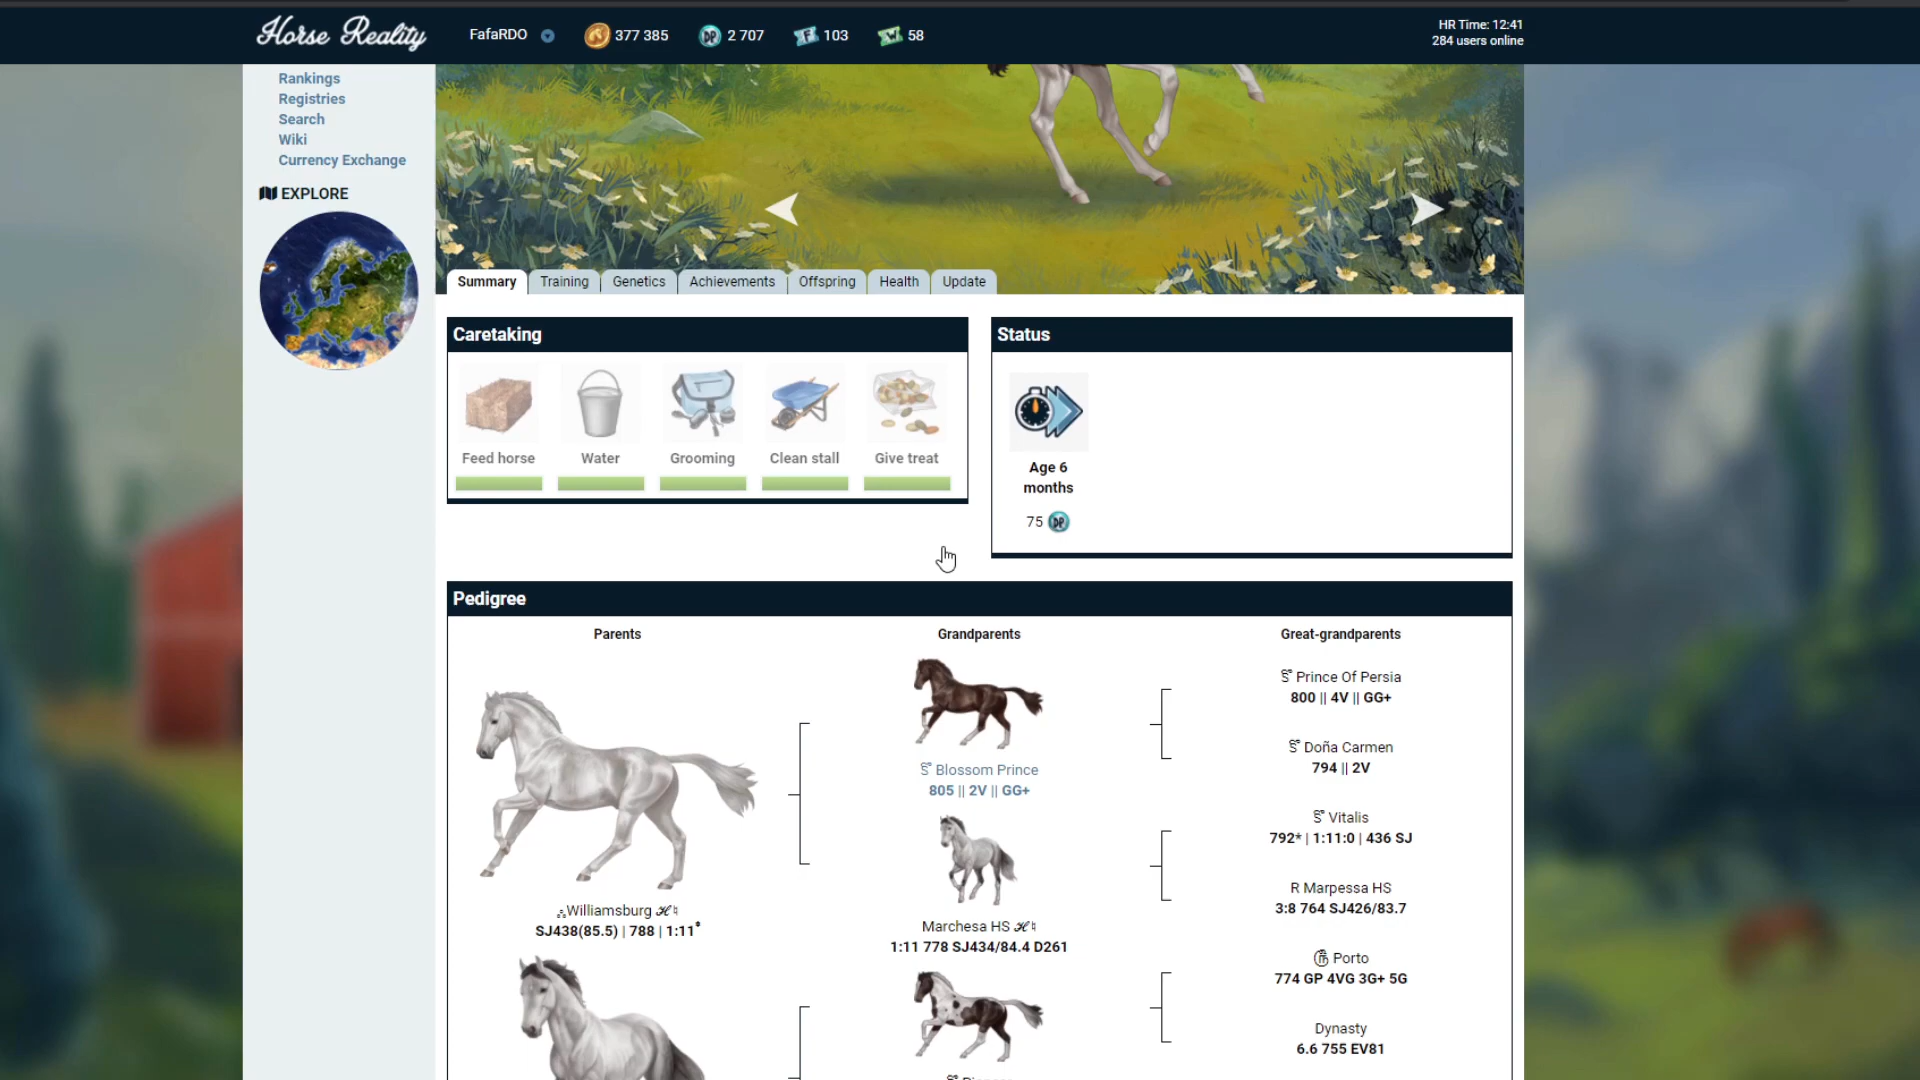 Horse Reality
FafaRDO
377 385
DP 2 707
F 103
W 58
HR Time: 12:41
284 users online
Rankings
Registries
Search
Wiki
Currency Exchange
EXPLORE
Summary
Training
Genetics
Achievements
Offspring
Health
Update
Caretaking
Feed horse
Water
Grooming
Clean stall
Give treat
Status
Age 6
months
75 DP
Pedigree
Parents
Grandparents
Great-grandparents
Williamsburg
SJ438(85.5) | 788 | 1:11*
Blossom Prince
805 || 2V || GG+
Marchesa HS
1:11 778 SJ434/84.4 D261
Prince Of Persia
800 || 4V || GG+
Doña Carmen
794 || 2V
Vitalis
792* | 1:11:0 | 436 SJ
R Marpessa HS
3:8 764 SJ426/83.7
Porto
774 GP 4VG 3G+ 5G
Dynasty
6.6 755 EV81